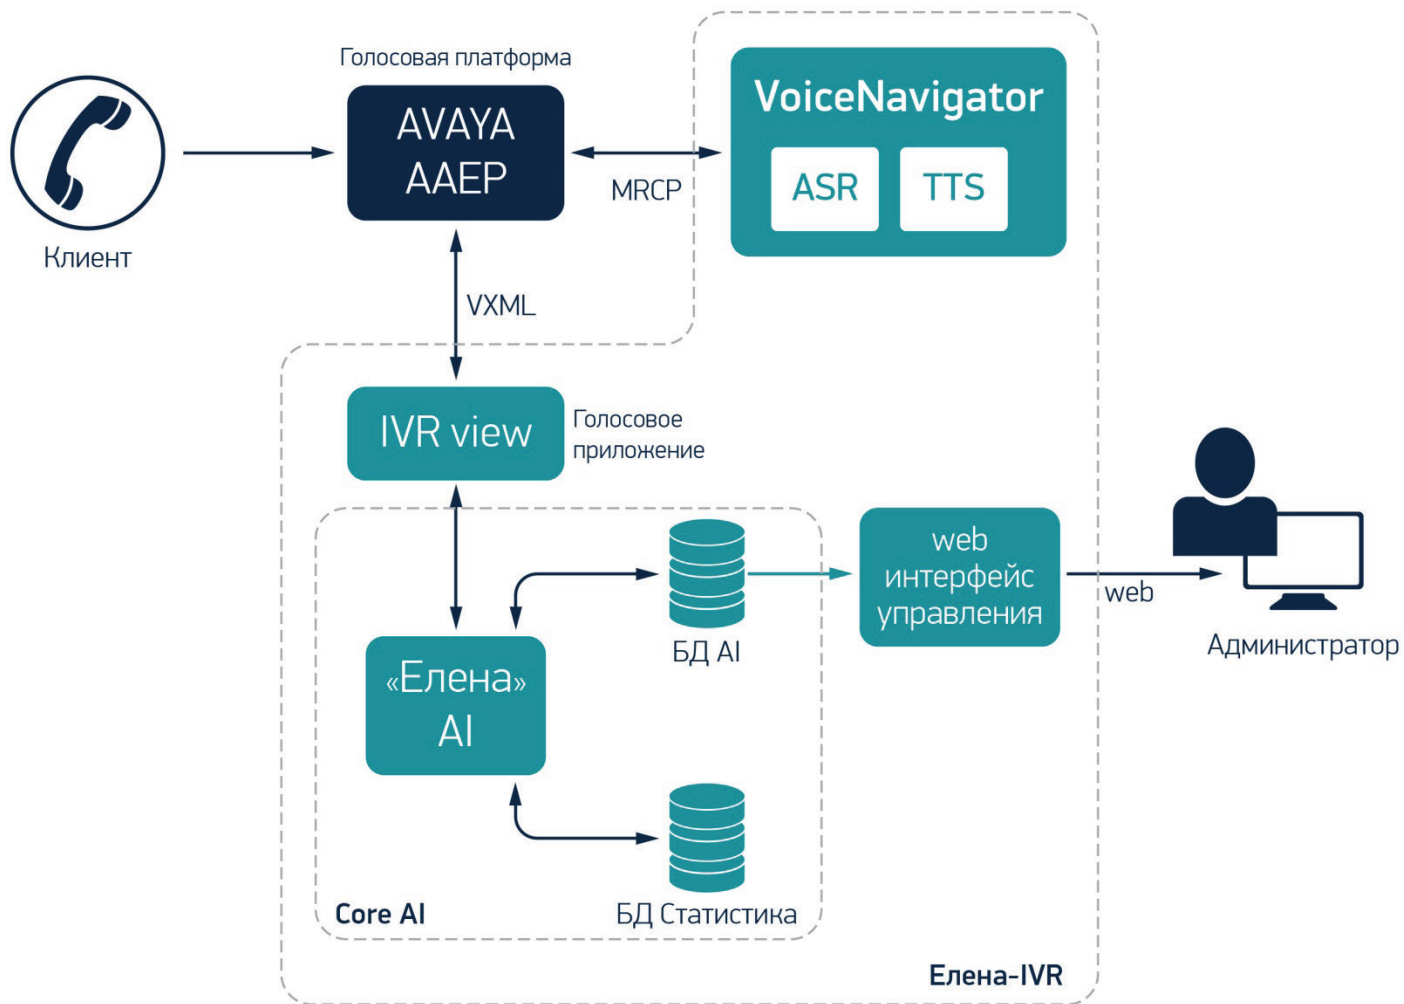 Голосовая платформа
AVAYA
AAEP
VoiceNavigator
ASR
TTS
MRCP
Клиент
VXML
IVR view
Голосовое
приложение
БД AI
web
интерфейс
управления
web
Администратор
«Елена»
AI
БД Статистика
Core AI
Елена-IVR